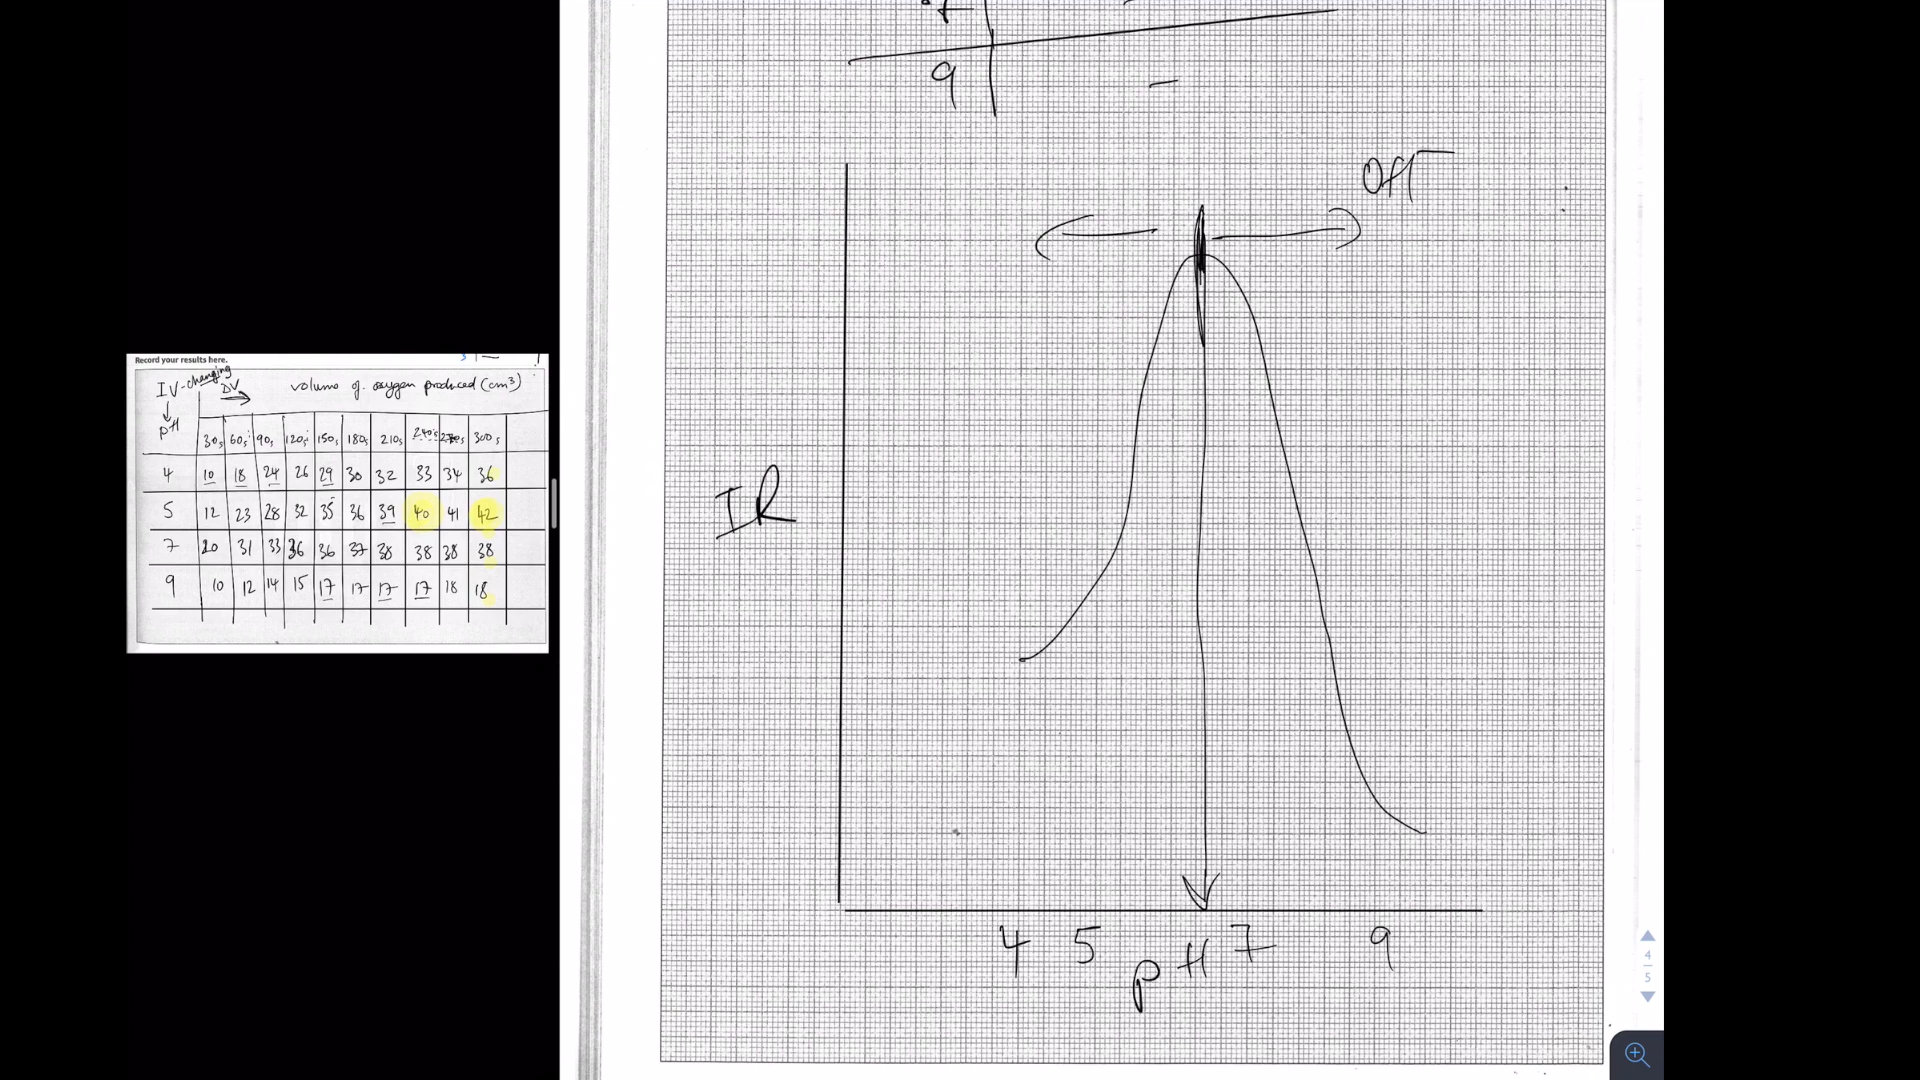 Record your results here.
IV-changing
DV
volume of oxygen produced (cm3)
pH
30s 60s 90s 120s 150s 180s 210s 240s 270s 300s
4 10 18 24 26 29 30 32 33 34 36
5 12 23 28 32 35 36 39 40 41 42
7 20 31 33 36 36 37 38 38 38 38
9 10 12 14 15 17 17 17 17 18 18
9 -
IR
4 5 7 9
pH
4
5